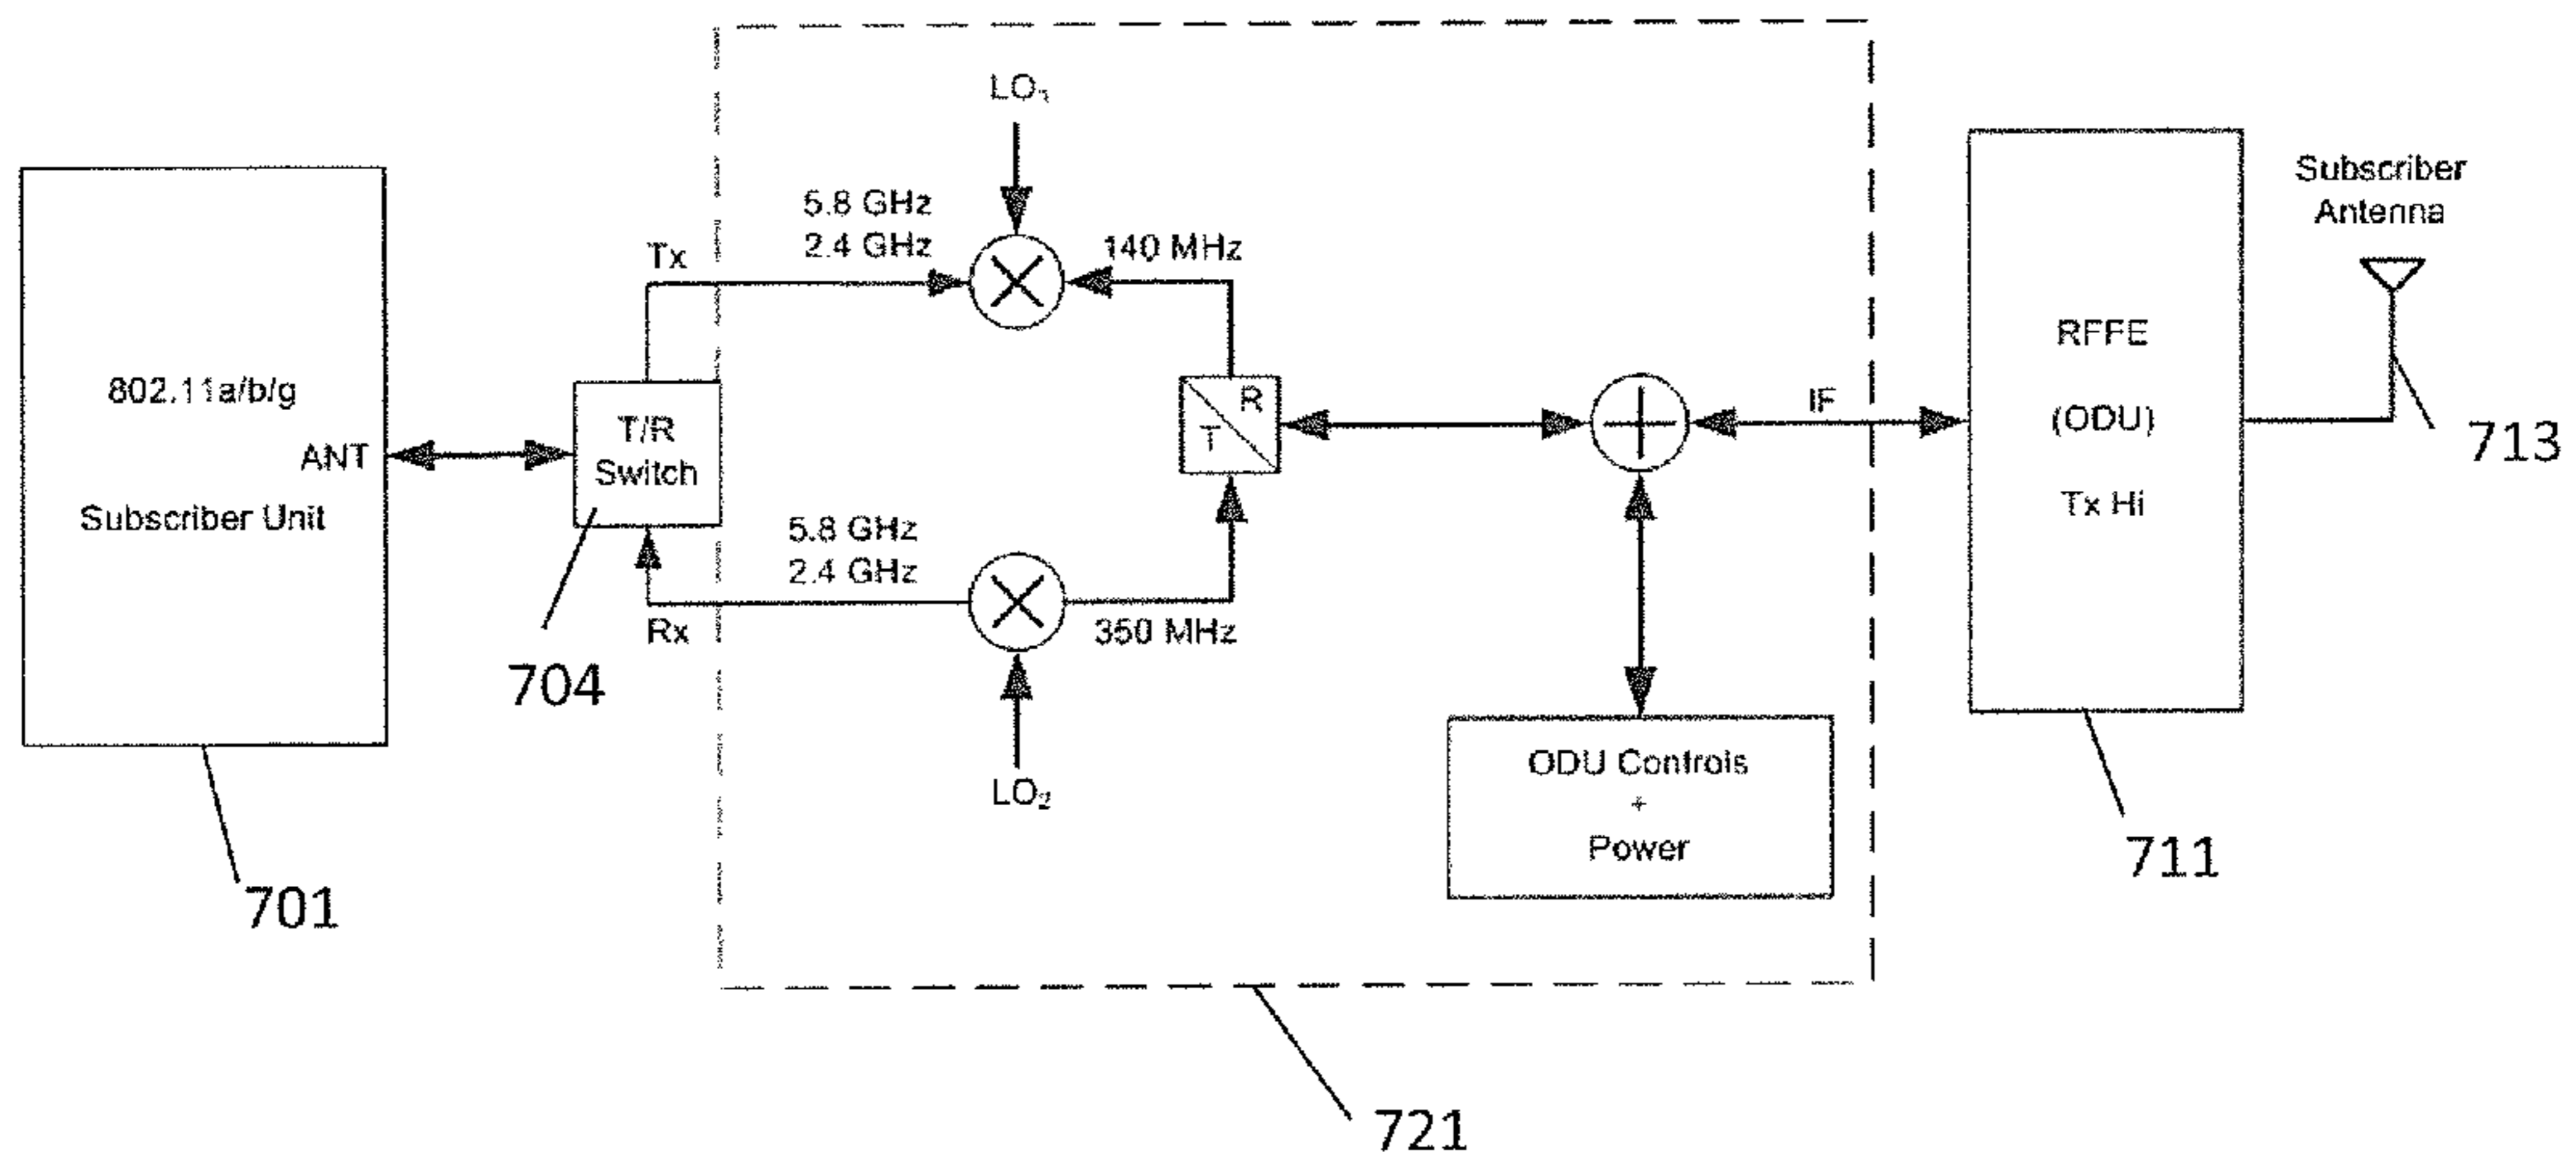 LO₁
5.8 GHz
2.4 GHz
Tx
140 MHz
Subscriber
Antenna
802.11a/b/g
ANT
Subscriber Unit
T/R
Switch
R
T
IF
RFFE
(ODU)
Tx Hi
713
5.8 GHz
2.4 GHz
Rx
350 MHz
704
LO₂
ODU Controls
+
Power
701
711
721